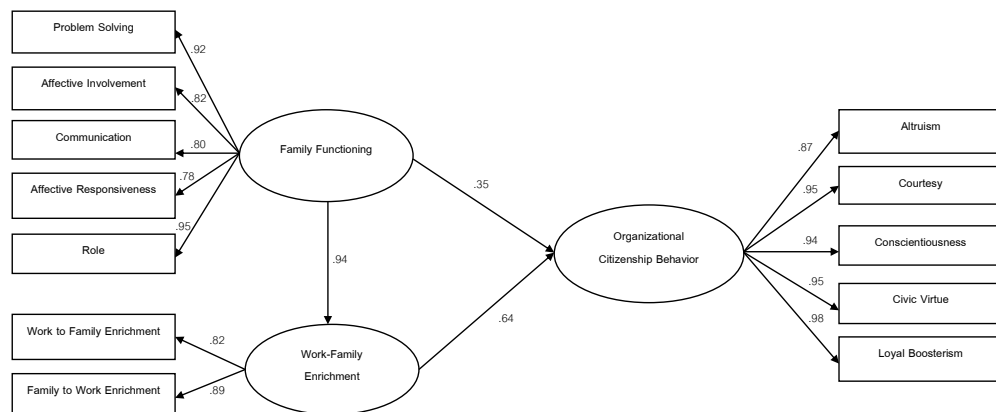 Problem Solving
.92
Affective Involvement
.82
Communication
.80
Affective Responsiveness
.78
Role
.95
Family Functioning
.35
.94
Work to Family Enrichment
.82
Family to Work Enrichment
.89
Work-Family
Enrichment
.64
Organizational
Citizenship Behavior
Altruism
.87
Courtesy
.95
Conscientiousness
.94
Civic Virtue
.95
Loyal Boosterism
.98